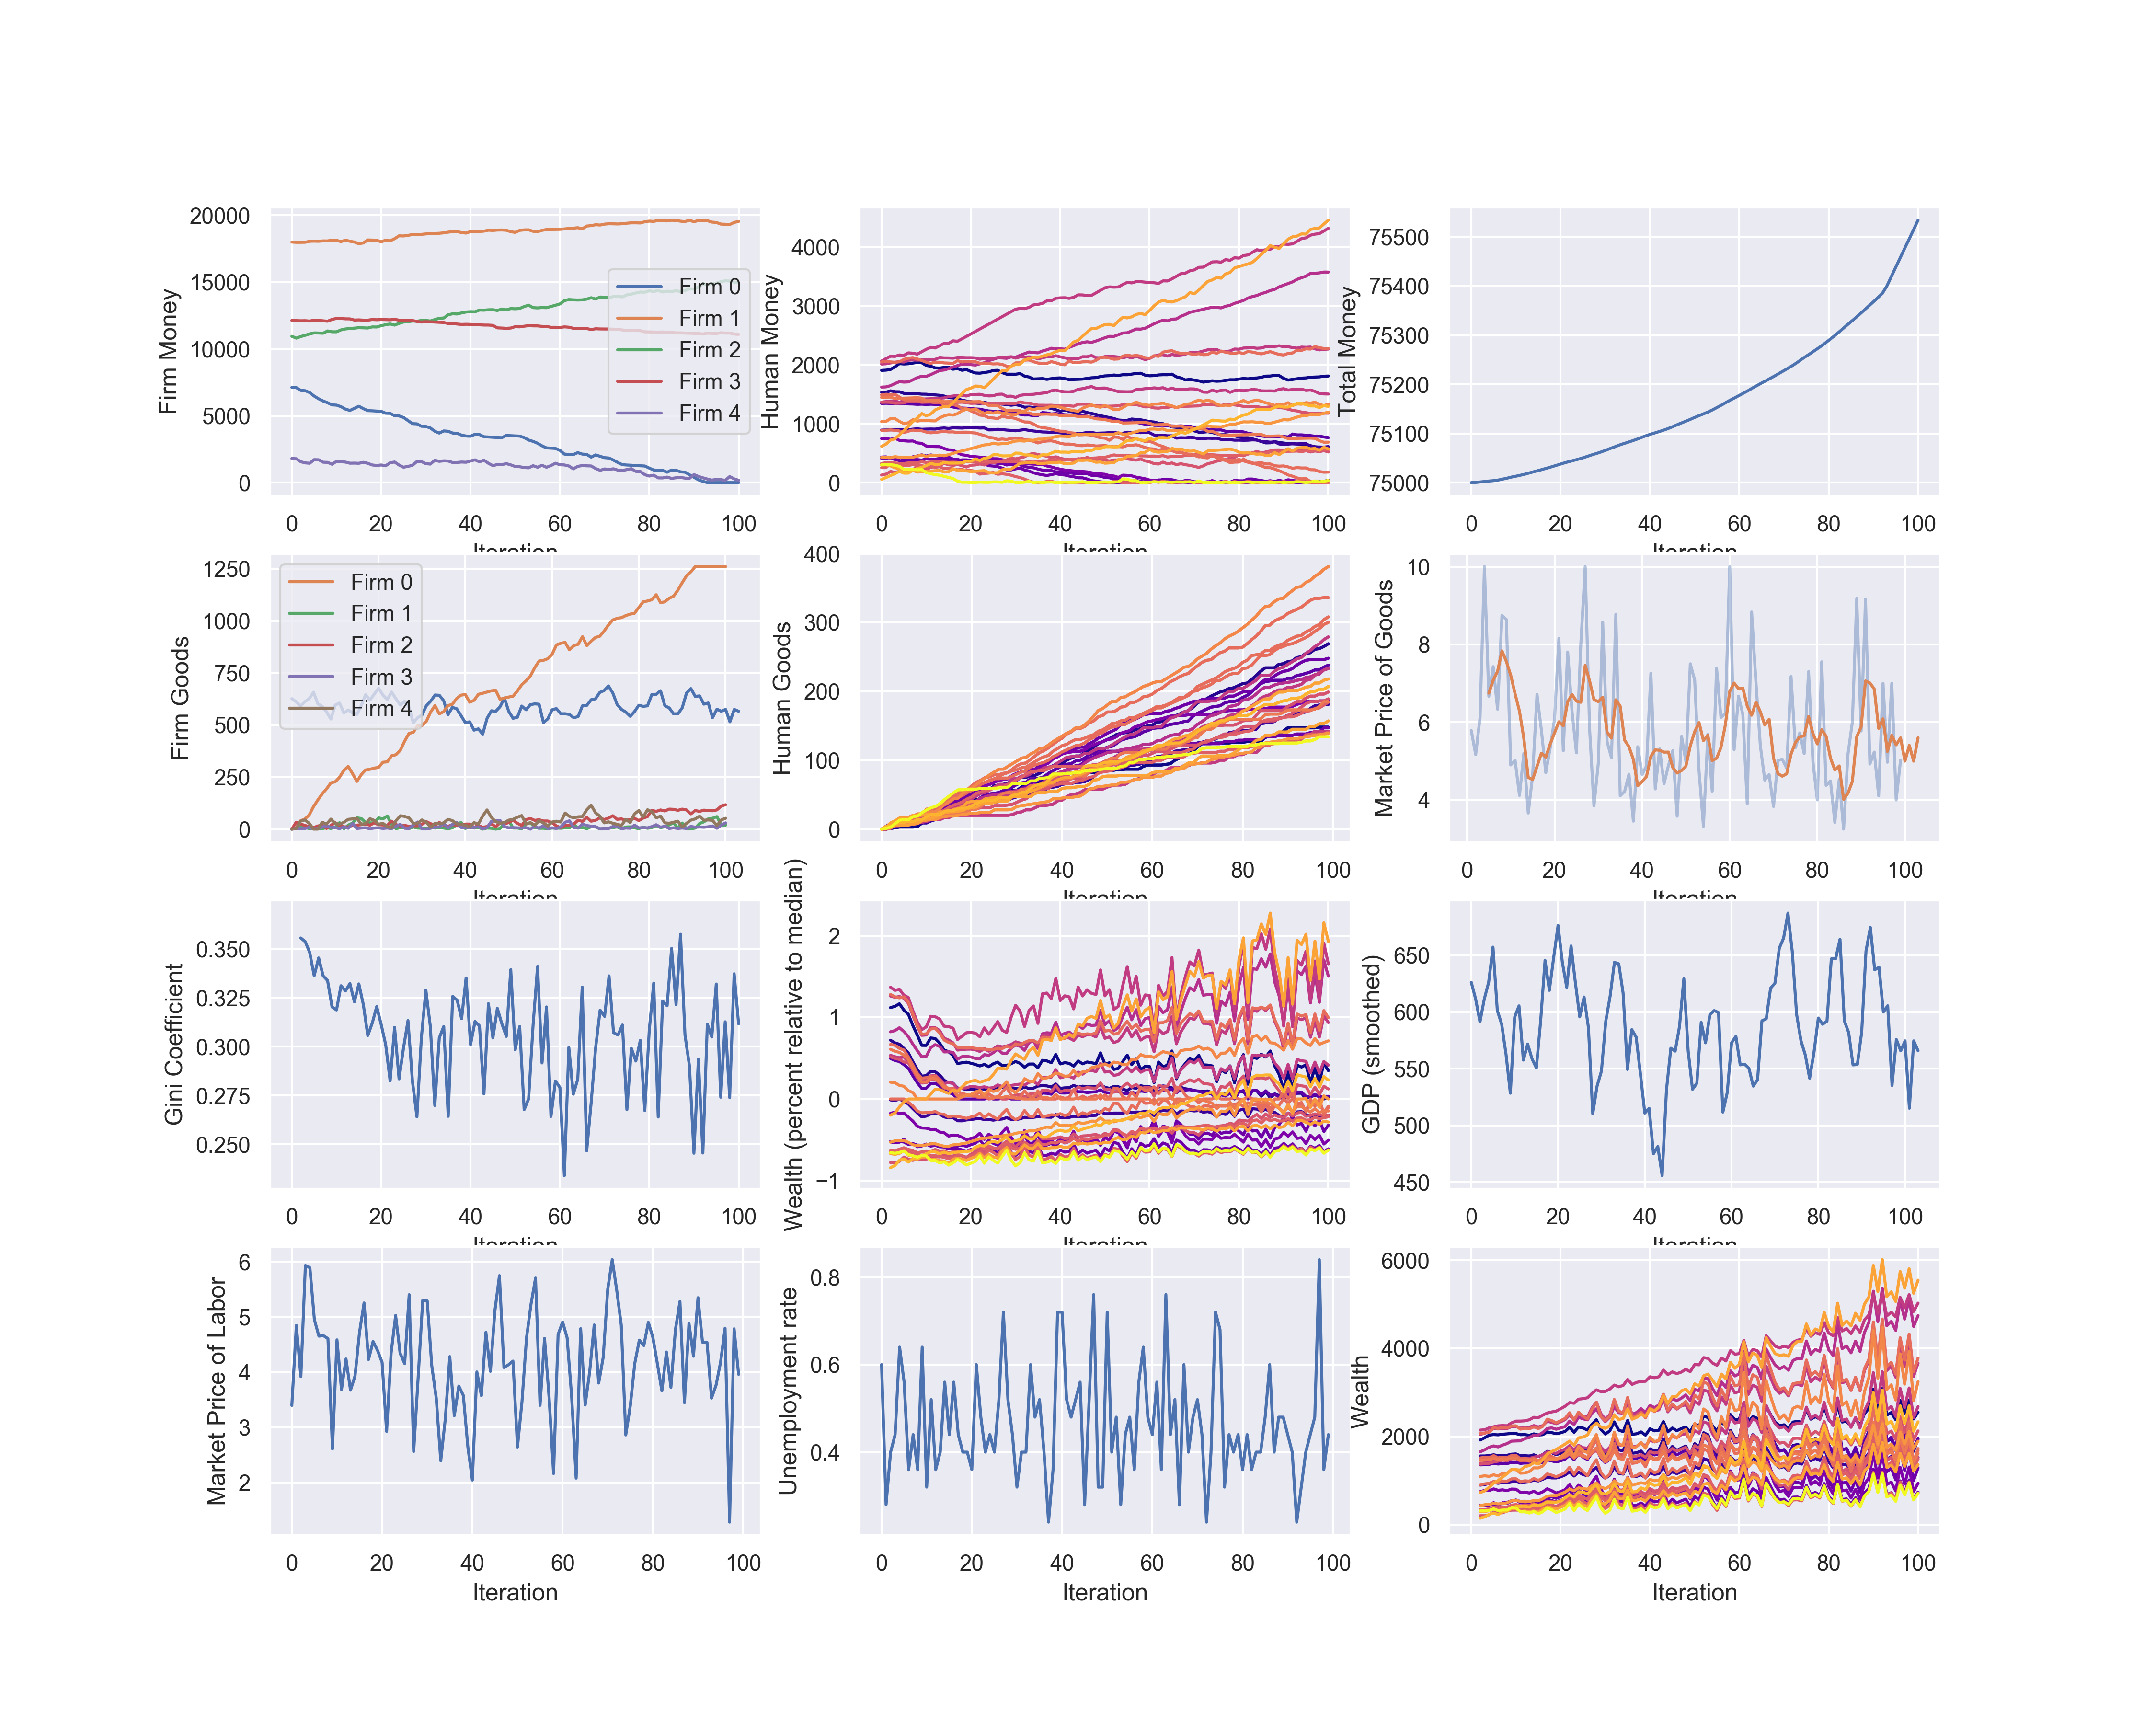 Firm Money
20000
15000
10000
5000
0
0 20 40 60 80 100
Iteration
Firm 0
Firm 1
Firm 2
Firm 3
Firm 4
Human Money
4000
3000
2000
1000
0
0 20 40 60 80 100
Iteration
Total Money
75500
75400
75300
75200
75100
75000
0 20 40 60 80 100
Iteration
Firm Goods
1250
1000
750
500
250
0
0 20 40 60 80 100
Iteration
Firm 0
Firm 1
Firm 2
Firm 3
Firm 4
Human Goods
400
300
200
100
0
0 20 40 60 80 100
Iteration
Market Price of Goods
10
8
6
4
0 20 40 60 80 100
Iteration
Gini Coefficient
0.350
0.325
0.300
0.275
0.250
0 20 40 60 80 100
Iteration
Wealth (percent relative to median)
2
1
0
−1
0 20 40 60 80 100
Iteration
GDP (smoothed)
650
600
550
500
450
0 20 40 60 80 100
Iteration
Market Price of Labor
6
5
4
3
2
0 20 40 60 80 100
Iteration
Unemployment rate
0.8
0.6
0.4
0 20 40 60 80 100
Iteration
Wealth
6000
4000
2000
0
0 20 40 60 80 100
Iteration